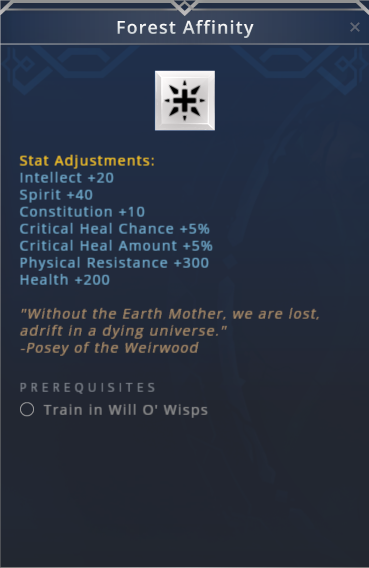 Forest Affinity
Stat Adjustments:
Intellect +20
Spirit +40
Constitution +10
Critical Heal Chance +5%
Critical Heal Amount +5%
Physical Resistance +300
Health +200
"Without the Earth Mother, we are lost,
adrift in a dying universe."
-Posey of the Weirwood
PREREQUISITES
Train in Will O' Wisps